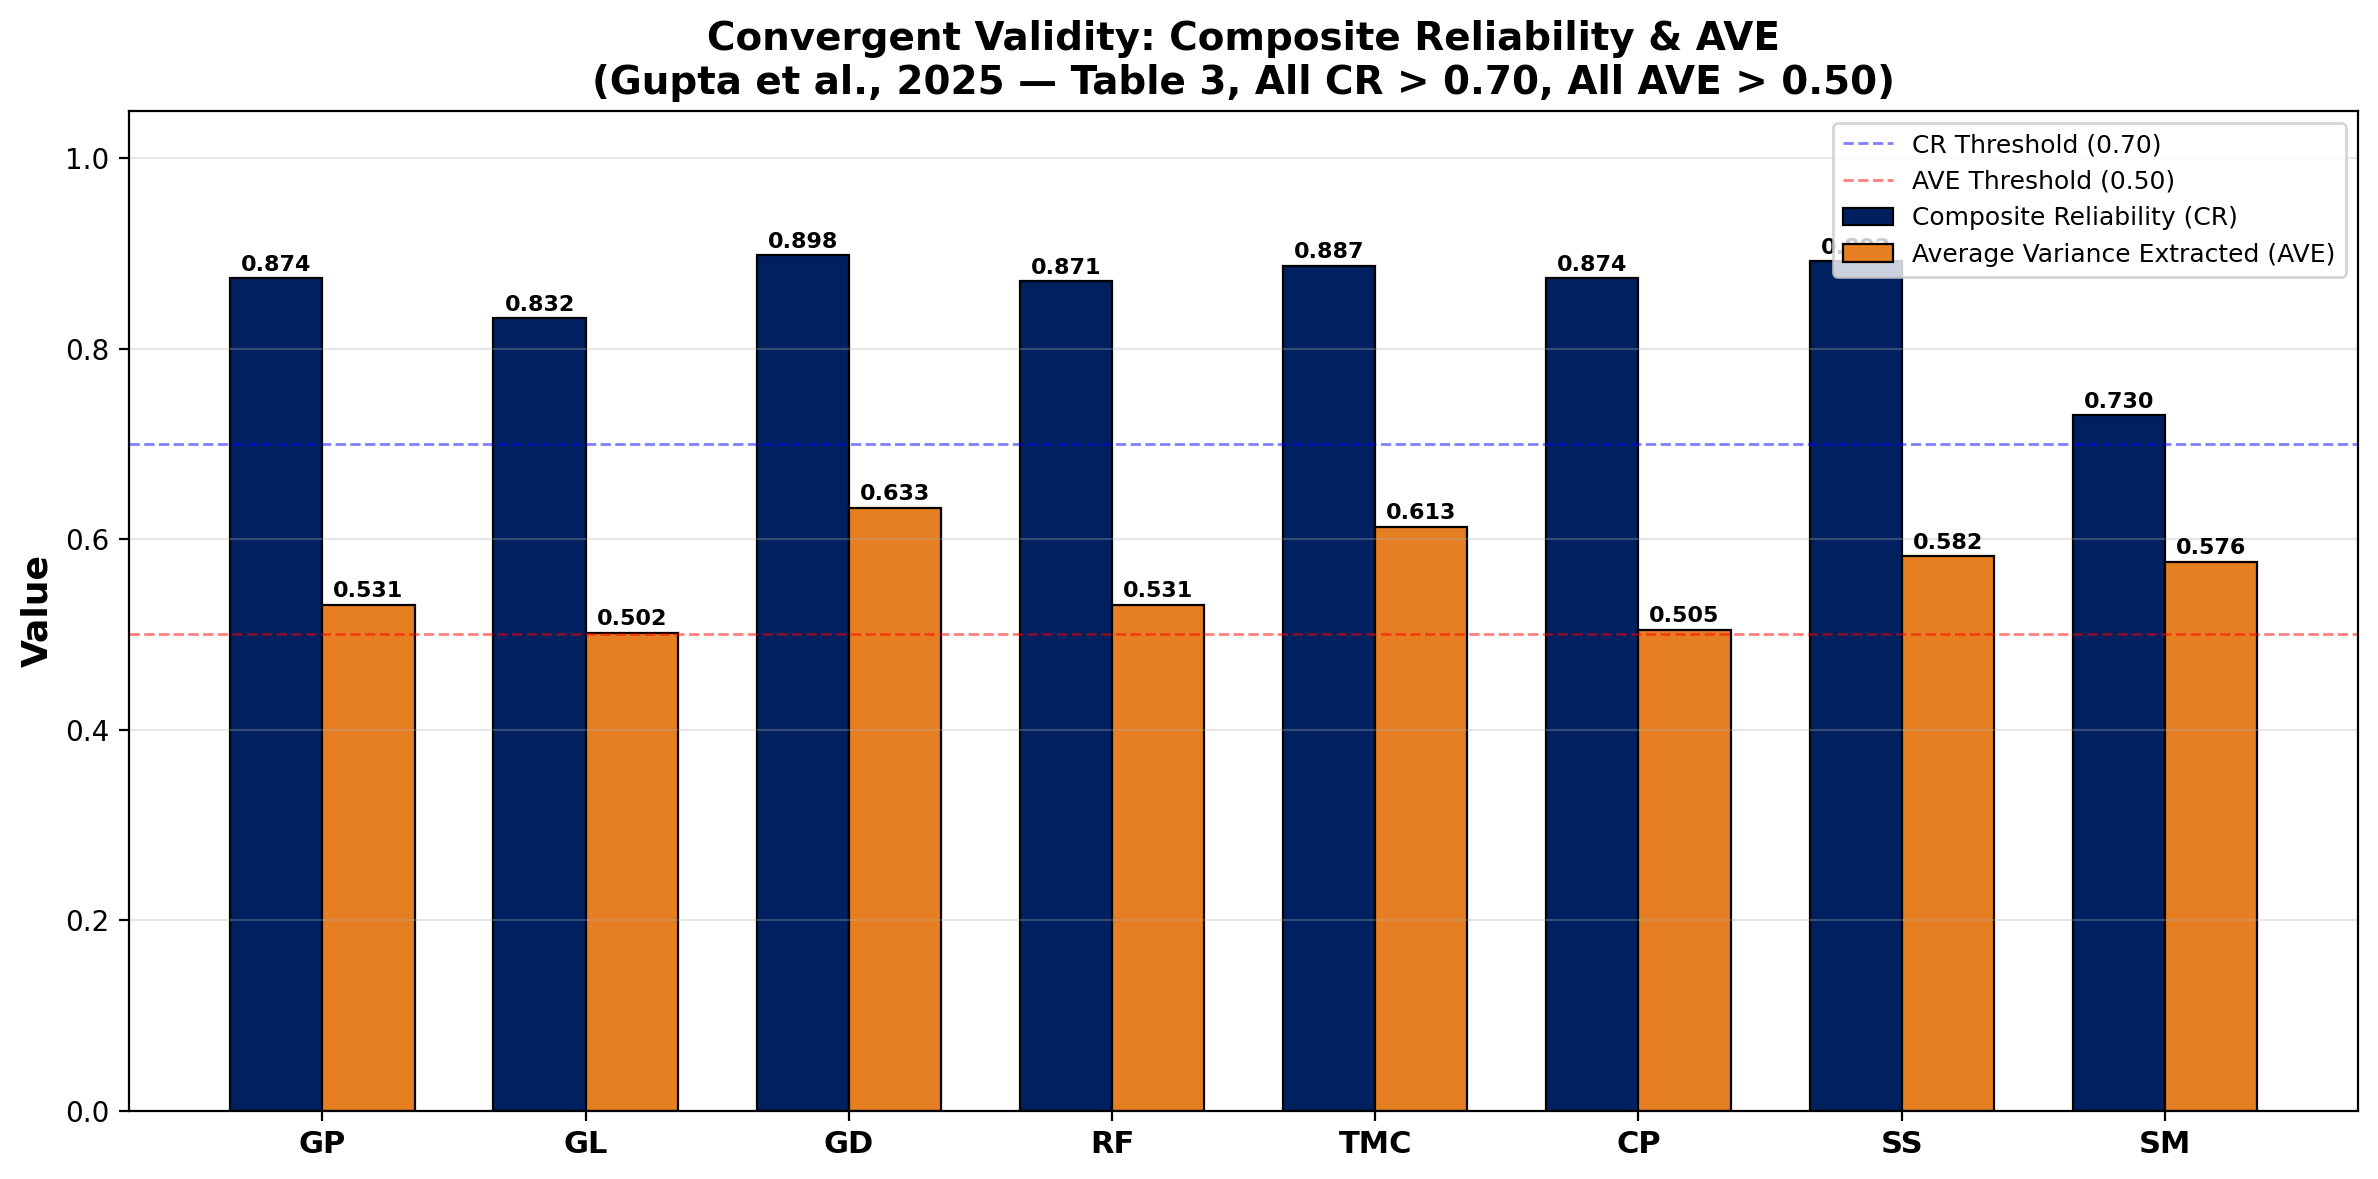 Convergent Validity: Composite Reliability & AVE
(Gupta et al., 2025 — Table 3, All CR > 0.70, All AVE > 0.50)
CR Threshold (0.70)
AVE Threshold (0.50)
Composite Reliability (CR)
Average Variance Extracted (AVE)
Value
1.0
0.8
0.6
0.4
0.2
0.0
0.874
0.531
0.832
0.502
0.898
0.633
0.871
0.531
0.887
0.613
0.874
0.505
0.582
0.730
0.576
GP
GL
GD
RF
TMC
CP
SS
SM